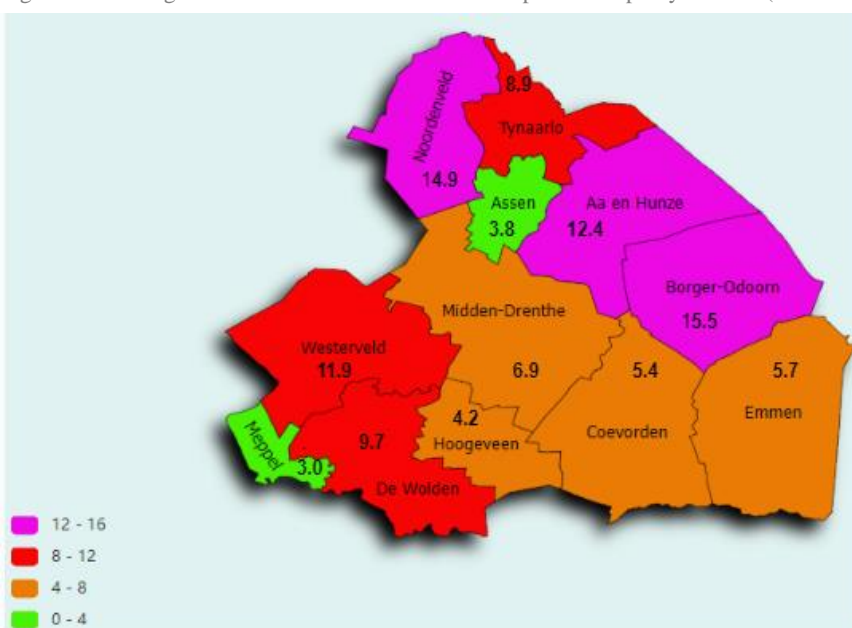 8.9
Noordenveld
Tynaarlo
14.9
Assen
3.8
Aa en Hunze
12.4
Borger-Odoorn
15.5
Midden-Drenthe
6.9
Westerveld
11.9
5.4
Coevorden
5.7
Emmen
4.2
Hoogeveen
Meppel
3.0
9.7
De Wolden
12 - 16
8 - 12
4 - 8
0 - 4